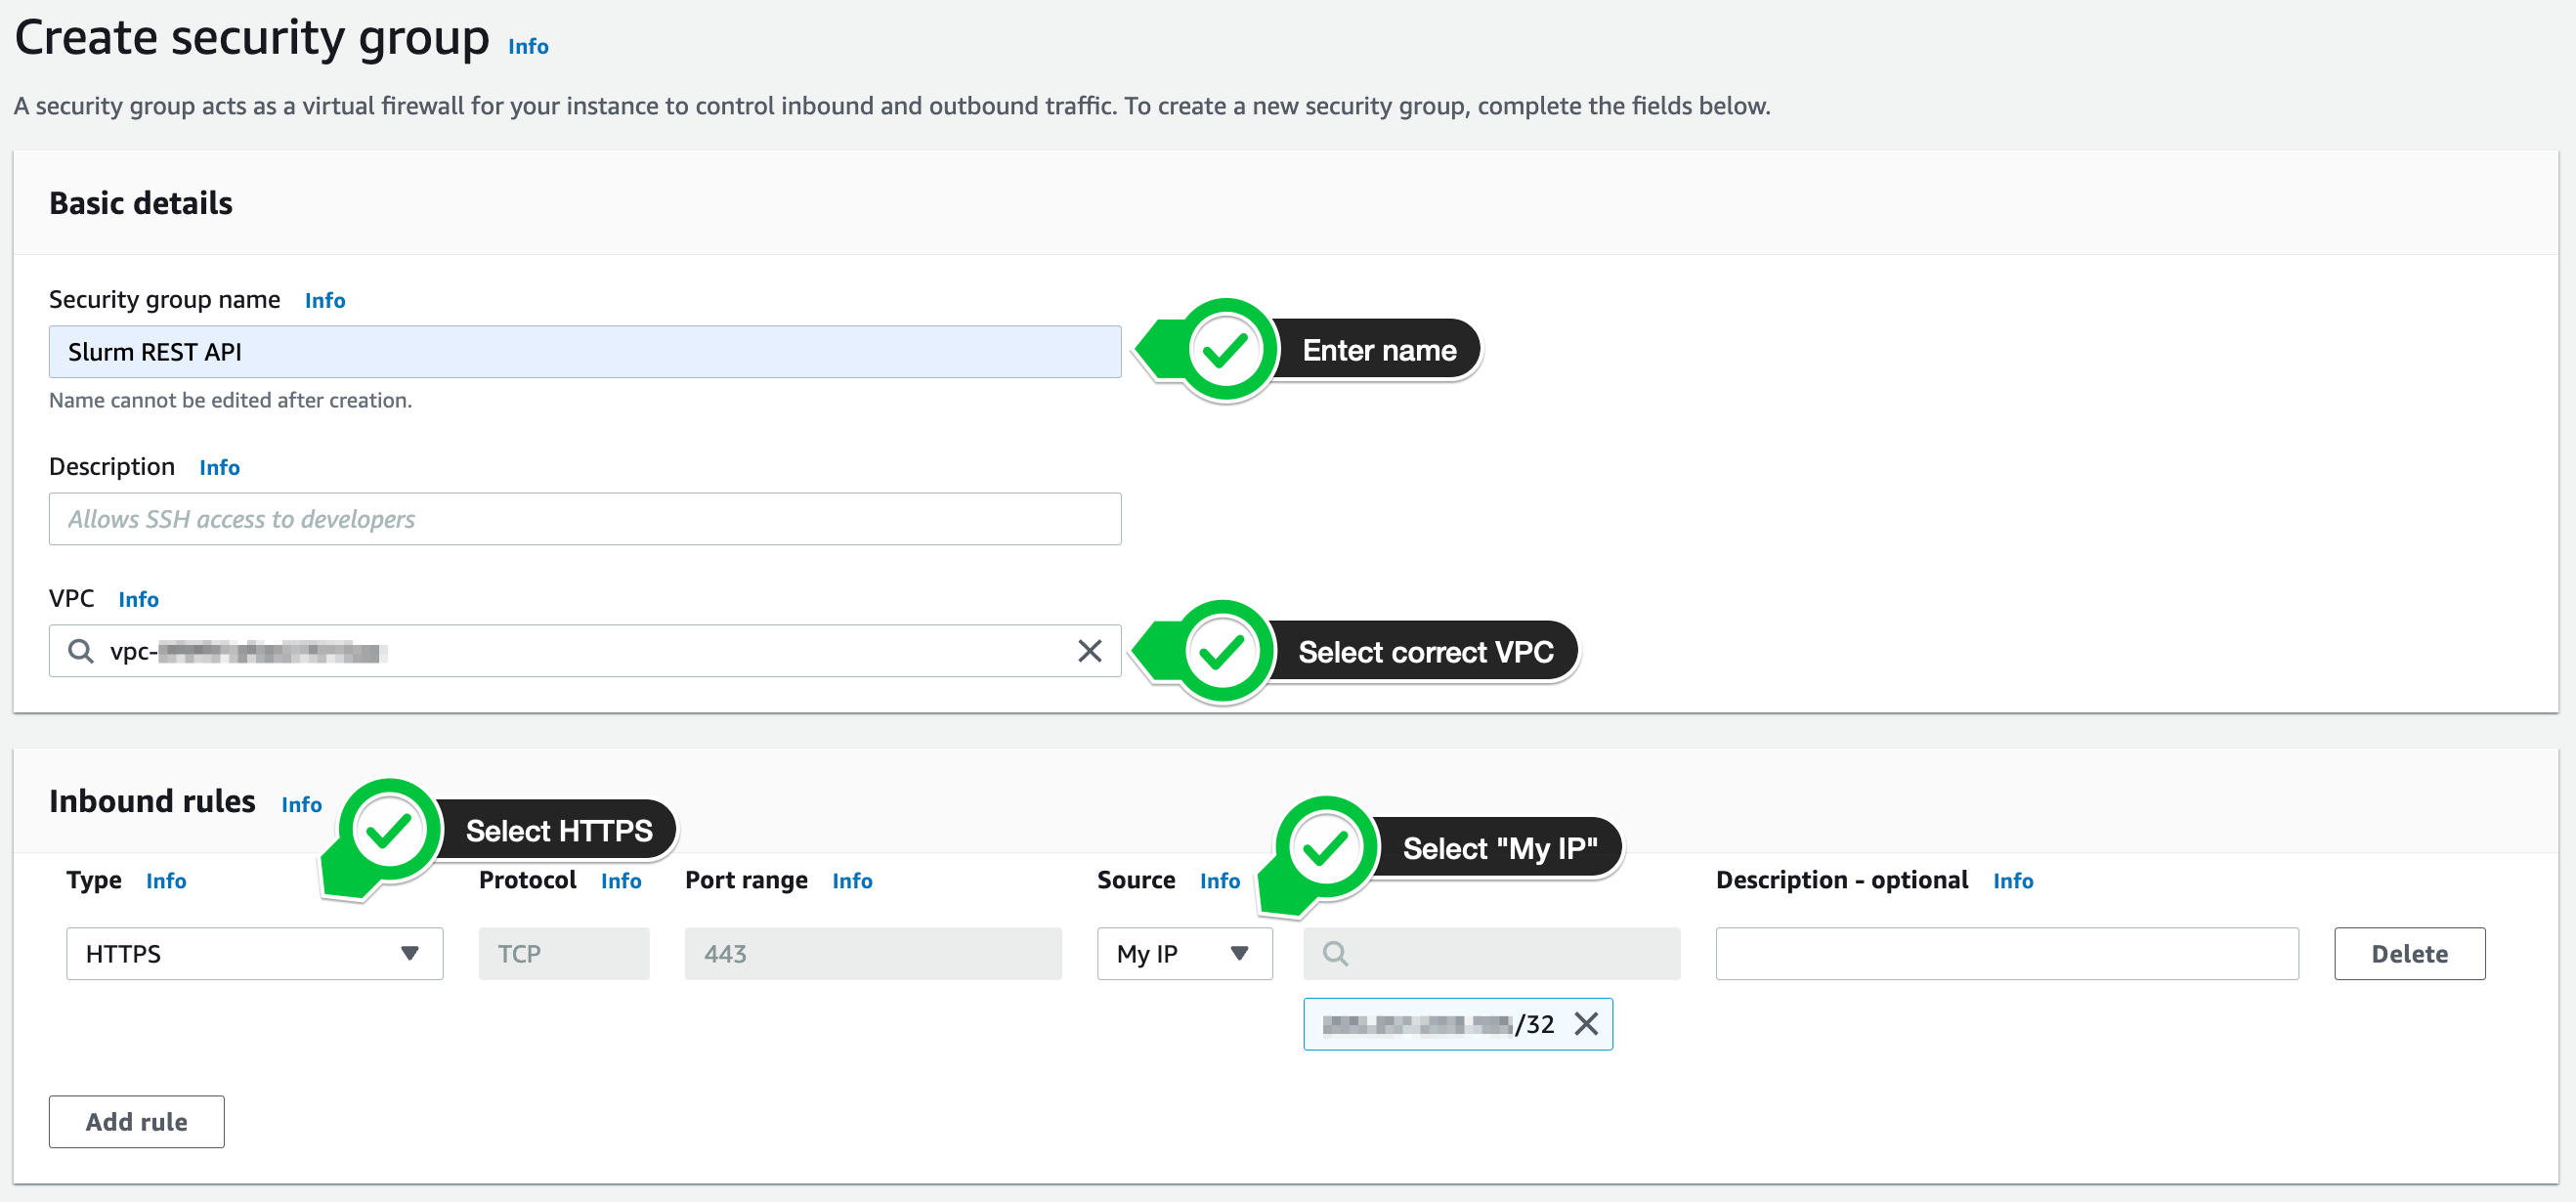 Create security group Info
A security group acts as a virtual firewall for your instance to control inbound and outbound traffic. To create a new security group, complete the fields below.
Basic details
Security group name Info
Slurm REST API
Enter name
Name cannot be edited after creation.
Description Info
Allows SSH access to developers
VPC Info
vpc-
Select correct VPC
Inbound rules Info
Select HTTPS
Select "My IP"
Type Info Protocol Info Port range Info Source Info Description - optional Info
HTTPS TCP 443 My IP Delete
/32
Add rule